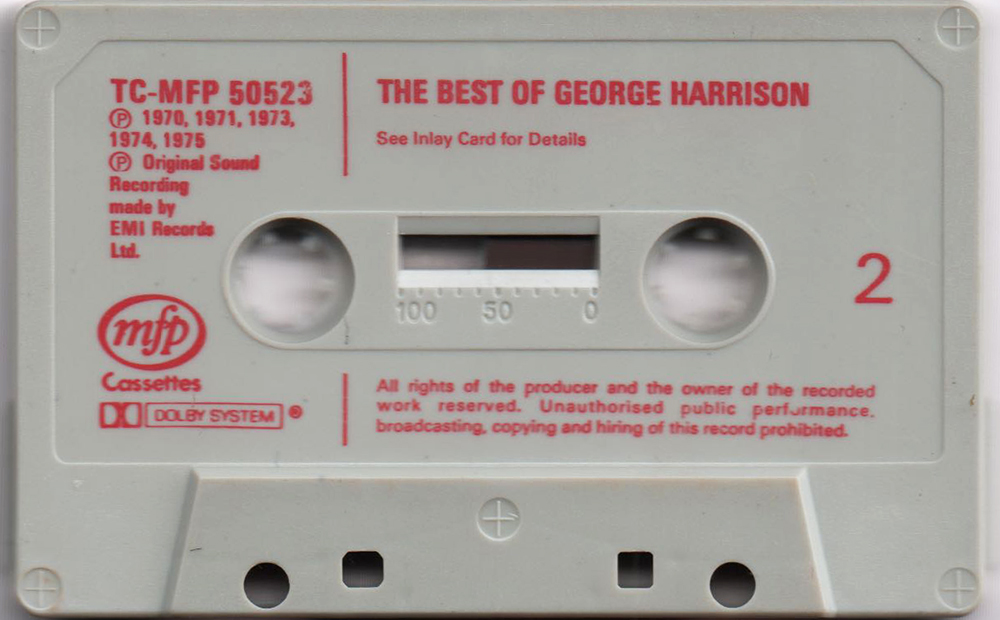 TC-MFP 50523
Ⓟ 1970, 1971, 1973,
1974, 1975
Ⓟ Original Sound
Recording
made by
EMI Records
Ltd.
THE BEST OF GEORGE HARRISON
See Inlay Card for Details
100 50 0
2
mfp
Cassettes
DOLBY SYSTEM ®
All rights of the producer and the owner of the recorded
work reserved. Unauthorised public performance.
broadcasting, copying and hiring of this record prohibited.